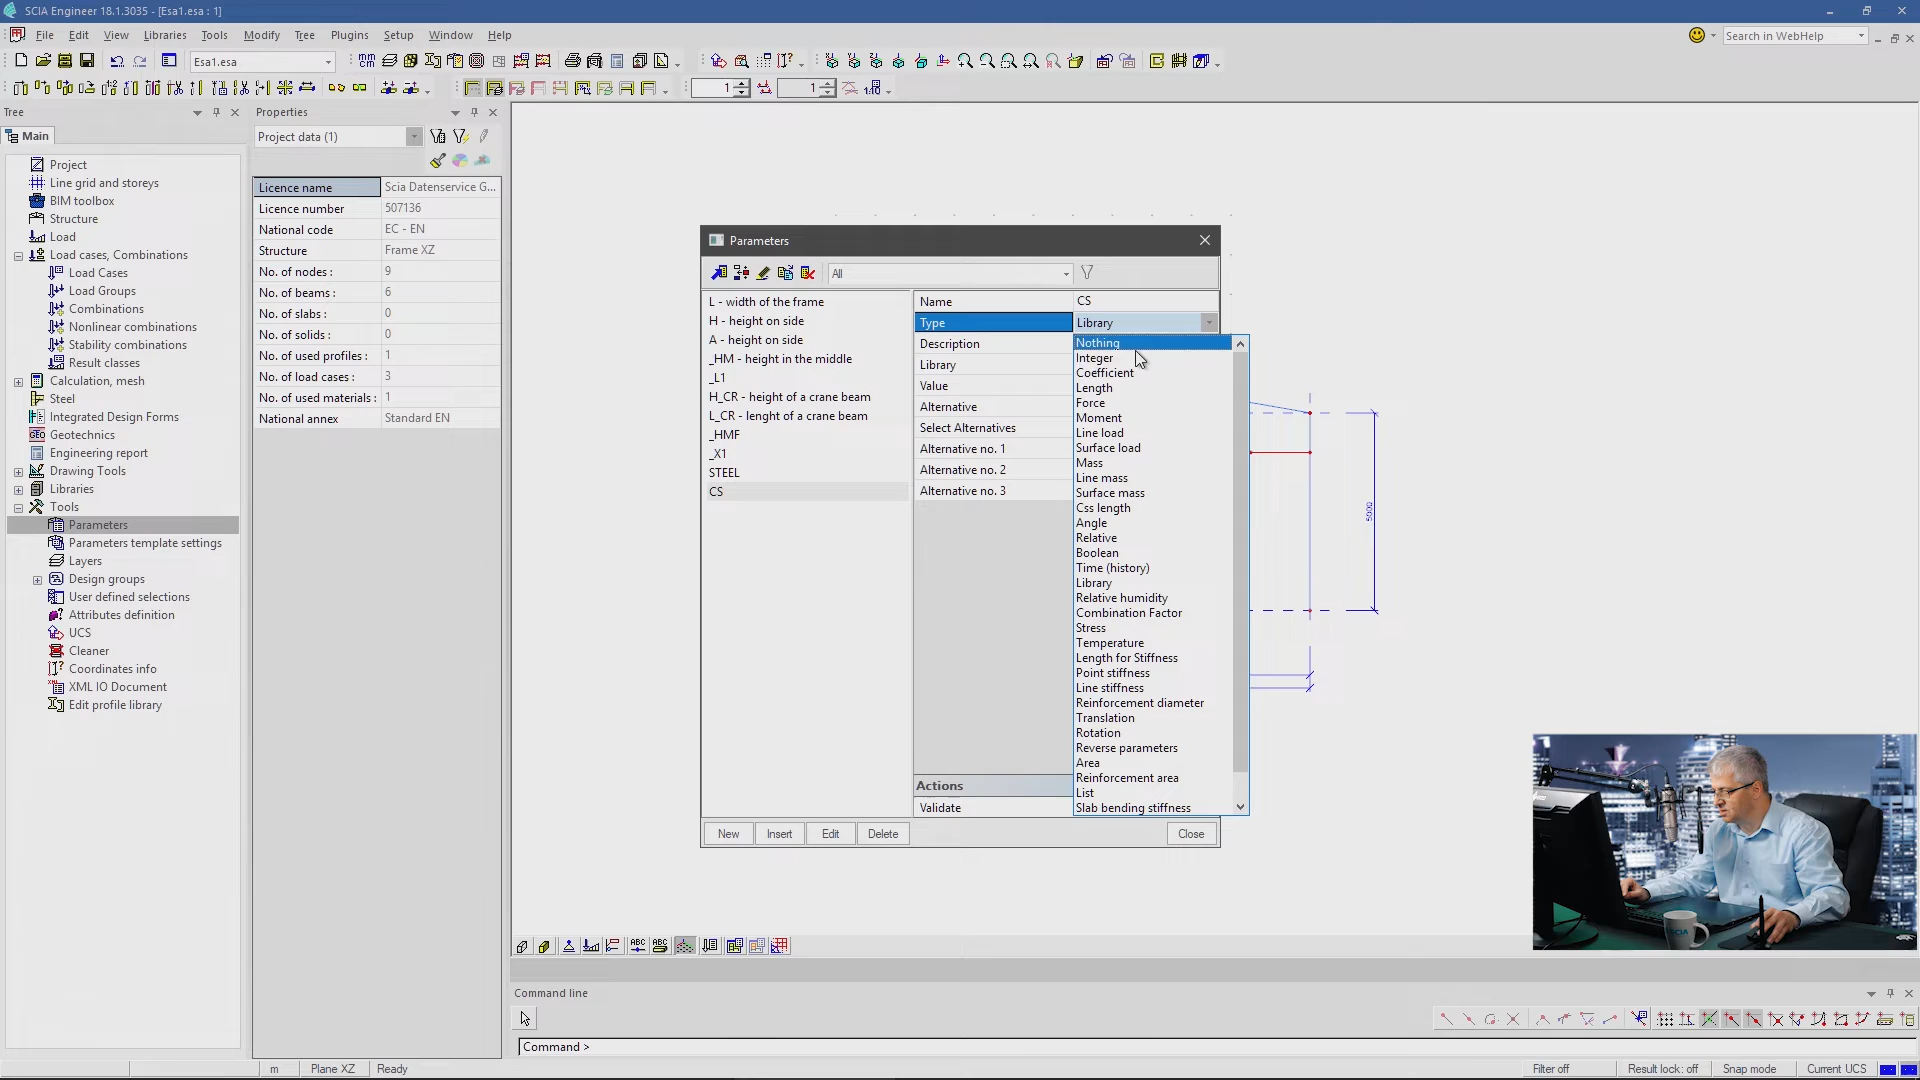 SCIA Engineer 18.1.3035 - [Esa1.esa : 1]
File Edit View Libraries Tools Modify Tree Plugins Setup Window Help
Search in WebHelp
Esa1.esa
1 1
Tree
Main
Project
Line grid and storeys
BIM toolbox
Structure
Load
Load cases, Combinations
Load Cases
Load Groups
Combinations
Nonlinear combinations
Stability combinations
Result classes
Calculation, mesh
Steel
Integrated Design Forms
Geotechnics
Engineering report
Drawing Tools
Libraries
Tools
Parameters
Parameters template settings
Layers
Design groups
User defined selections
Attributes definition
UCS
Cleaner
Coordinates info
XML IO Document
Edit profile library
Properties
Project data (1)
Licence name Scia Datenservice G...
Licence number 507136
National code EC - EN
Structure Frame XZ
No. of nodes : 9
No. of beams : 6
No. of slabs : 0
No. of solids : 0
No. of used profiles : 1
No. of load cases : 3
No. of used materials : 1
National annex Standard EN
Parameters
All
L - width of the frame
H - height on side
A - height on side
_HM - height in the middle
_L1
H_CR - height of a crane beam
L_CR - lenght of a crane beam
_HMF
_X1
STEEL
CS
Name CS
Type Library
Description
Library
Value
Alternative
Select Alternatives
Alternative no. 1
Alternative no. 2
Alternative no. 3
Nothing
Integer
Coefficient
Length
Force
Moment
Line load
Surface load
Mass
Line mass
Surface mass
Css length
Angle
Relative
Boolean
Time (history)
Library
Relative humidity
Combination Factor
Stress
Temperature
Length for Stiffness
Point stiffness
Line stiffness
Reinforcement diameter
Translation
Rotation
Reverse parameters
Area
Reinforcement area
List
Slab bending stiffness
Actions
Validate
New Insert Edit Delete Close
5000
SCIA
Command line
Command >
m Plane XZ Ready
Filter off Result lock: off Snap mode Current UCS